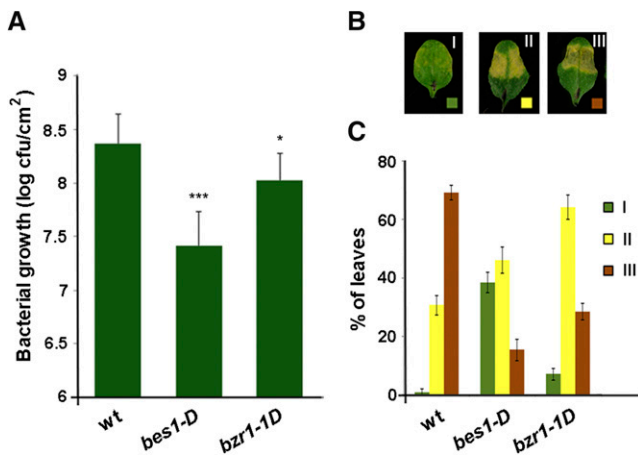 A
Bacterial growth (log cfu/cm²)
9
8.5
8
7.5
7
6.5
6
***
*
wt
bes1-D
bzr1-1D
B
I
II
III
C
% of leaves
80
60
40
20
0
I
II
III
wt
bes1-D
bzr1-1D